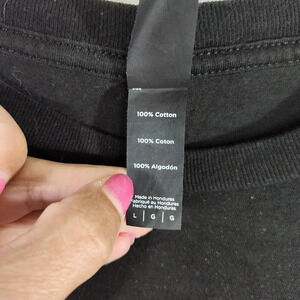 100% Cotton
100% Coton
100% Algodón
Made in Honduras
Fabriqué au Honduras
Hecho en Honduras
L | G | G